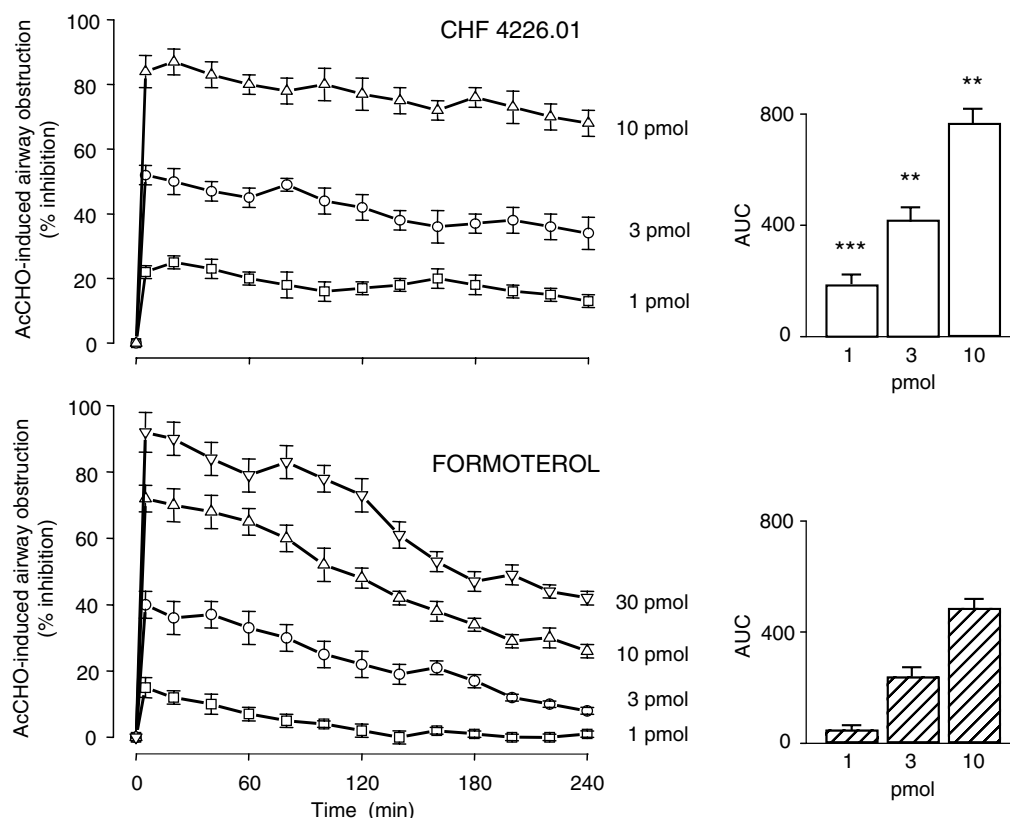 CHF 4226.01
AcCHO-induced airway obstruction
(% inhibition)
100
80
60
40
20
0
10 pmol
3 pmol
1 pmol
AUC
800
400
0
***
**
**
1
3
10
pmol
FORMOTEROL
AcCHO-induced airway obstruction
(% inhibition)
100
80
60
40
20
0
30 pmol
10 pmol
3 pmol
1 pmol
0
60
120
180
240
Time (min)
AUC
800
400
0
1
3
10
pmol